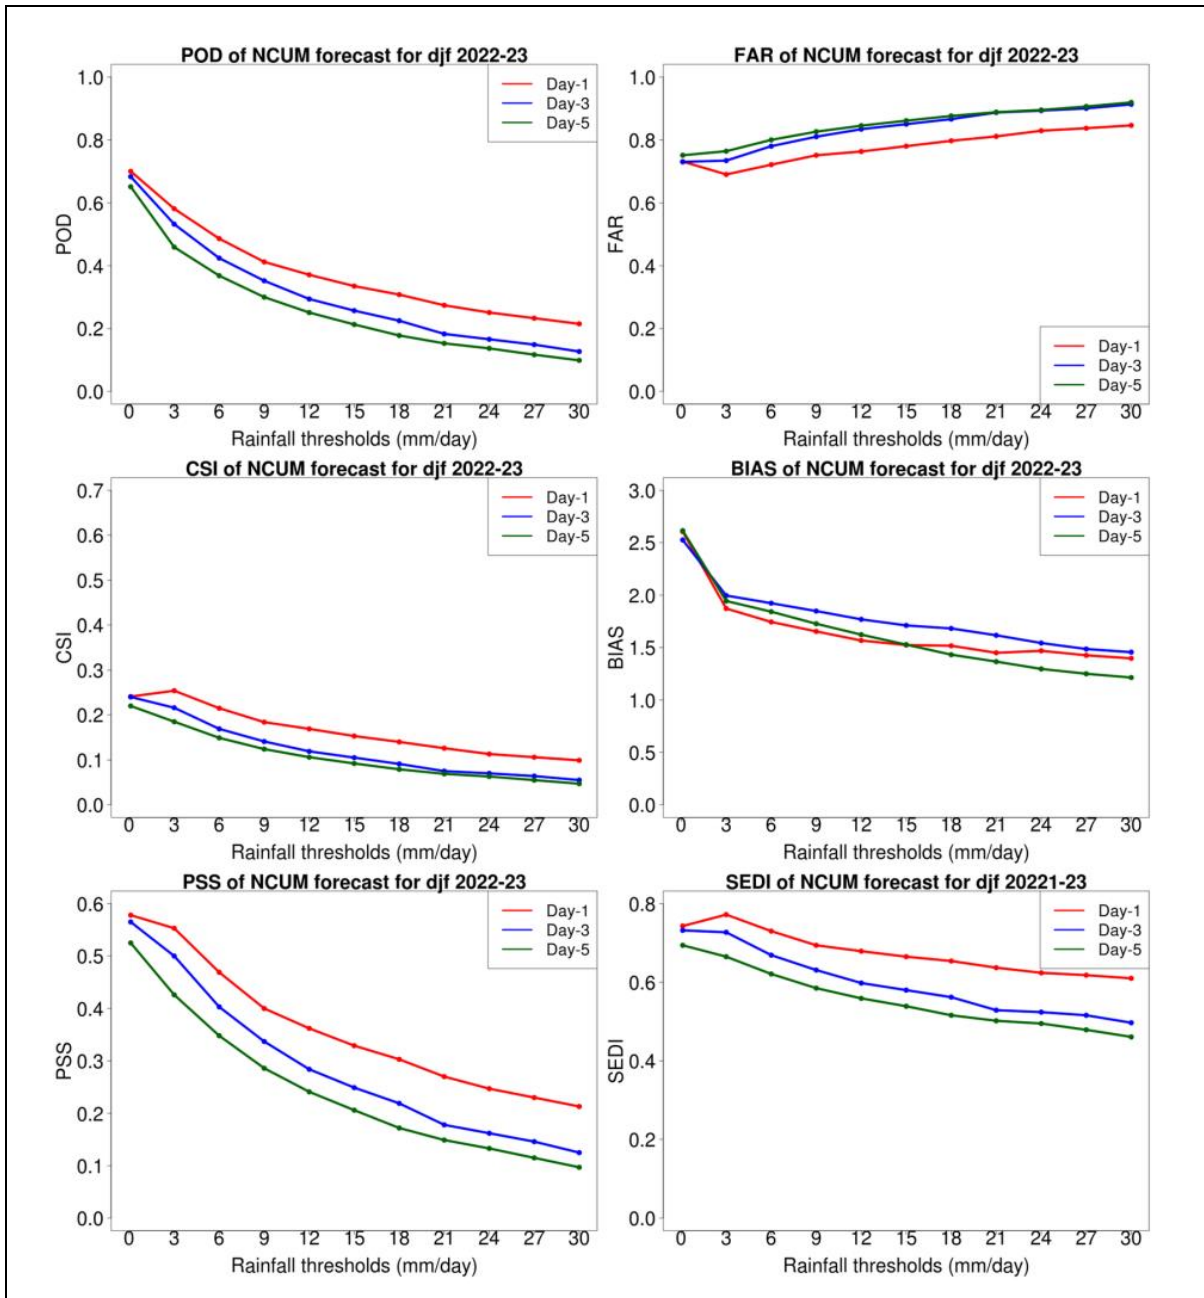 POD of NCUM forecast for djf 2022-23
1.0
0.8
0.6
0.4
0.2
0.0
POD
Day-1
Day-3
Day-5
0 3 6 9 12 15 18 21 24 27 30
Rainfall thresholds (mm/day)
FAR of NCUM forecast for djf 2022-23
1.0
0.8
0.6
0.4
0.2
0.0
FAR
Day-1
Day-3
Day-5
0 3 6 9 12 15 18 21 24 27 30
Rainfall thresholds (mm/day)
CSI of NCUM forecast for djf 2022-23
0.7
0.6
0.5
0.4
0.3
0.2
0.1
0.0
CSI
Day-1
Day-3
Day-5
0 3 6 9 12 15 18 21 24 27 30
Rainfall thresholds (mm/day)
BIAS of NCUM forecast for djf 2022-23
3.0
2.5
2.0
1.5
1.0
0.5
0.0
BIAS
Day-1
Day-3
Day-5
0 3 6 9 12 15 18 21 24 27 30
Rainfall thresholds (mm/day)
PSS of NCUM forecast for djf 2022-23
0.6
0.5
0.4
0.3
0.2
0.1
0.0
PSS
Day-1
Day-3
Day-5
0 3 6 9 12 15 18 21 24 27 30
Rainfall thresholds (mm/day)
SEDI of NCUM forecast for djf 20221-23
0.8
0.6
0.4
0.2
0.0
SEDI
Day-1
Day-3
Day-5
0 3 6 9 12 15 18 21 24 27 30
Rainfall thresholds (mm/day)